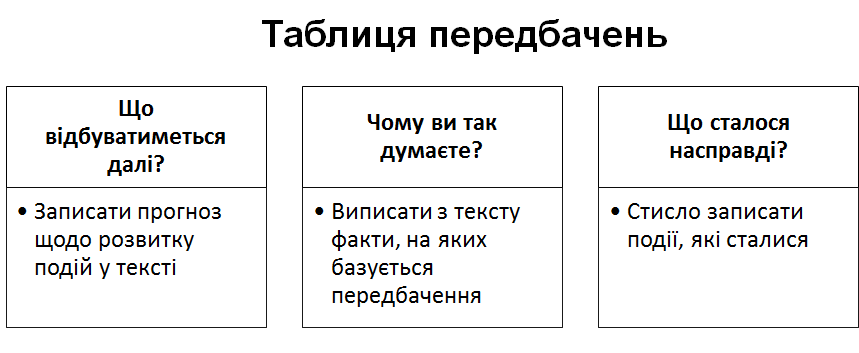 Таблиця передбачень
Що
відбуватиметься
далі?
• Записати прогноз
щодо розвитку
подій у тексті
Чому ви так
думаєте?
• Виписати з тексту
факти, на яких
базується
передбачення
Що сталося
насправді?
• Стисло записати
події, які сталися